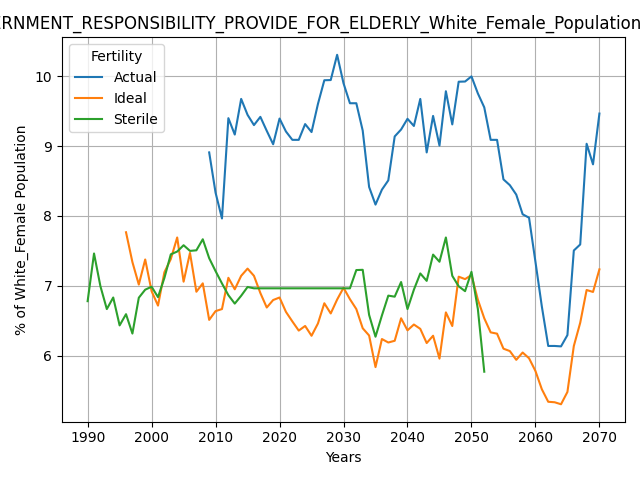 ERNMENT_RESPONSIBILITY_PROVIDE_FOR_ELDERLY_White_Female_Population
Fertility
Actual
Ideal
Sterile
% of White_Female Population
10
9
8
7
6
1990 2000 2010 2020 2030 2040 2050 2060 2070
Years